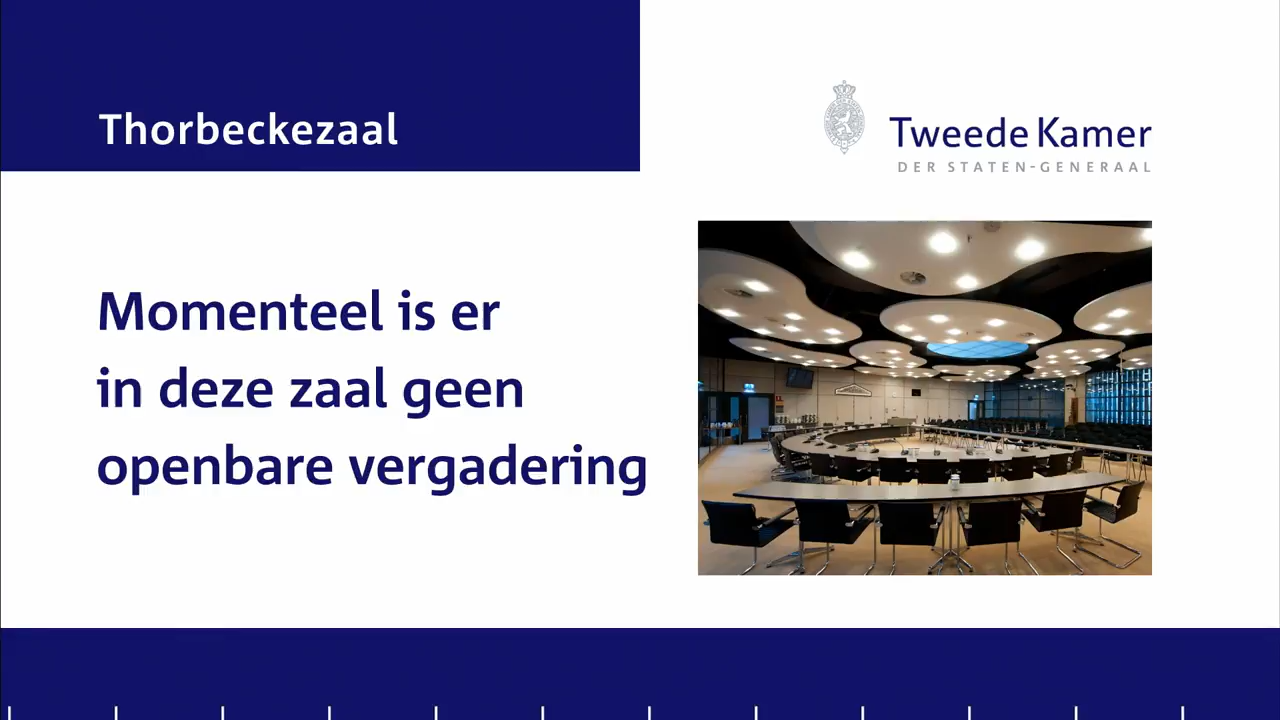 Thorbeckezaal
Tweede Kamer
DER STATEN-GENERAAL
Momenteel is er
in deze zaal geen
openbare vergadering